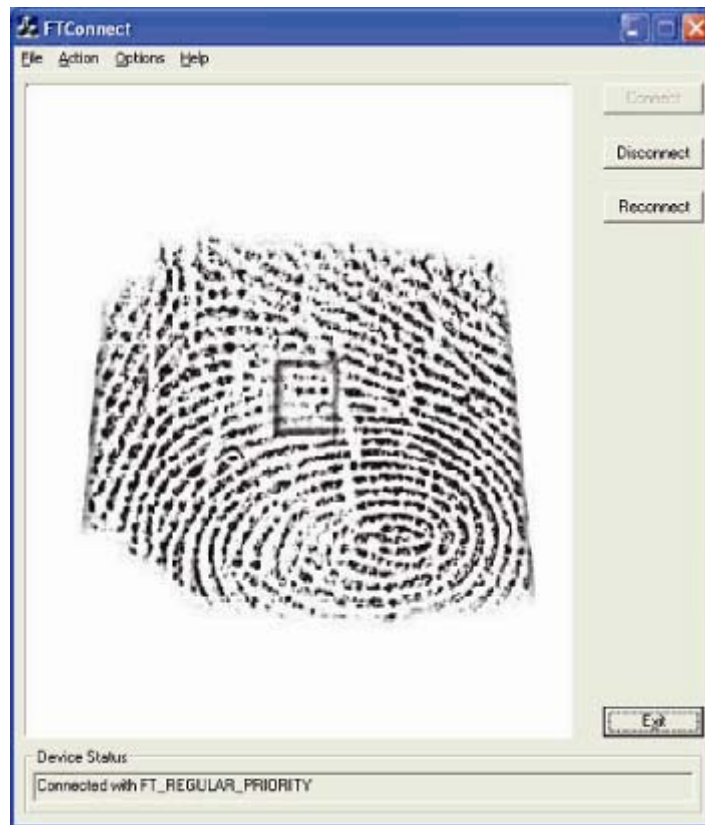 FTConnect
File Action Options Help
Connect
Disconnect
Reconnect
Exit
Device Status
Connected with FT_REGULAR_PRIORITY